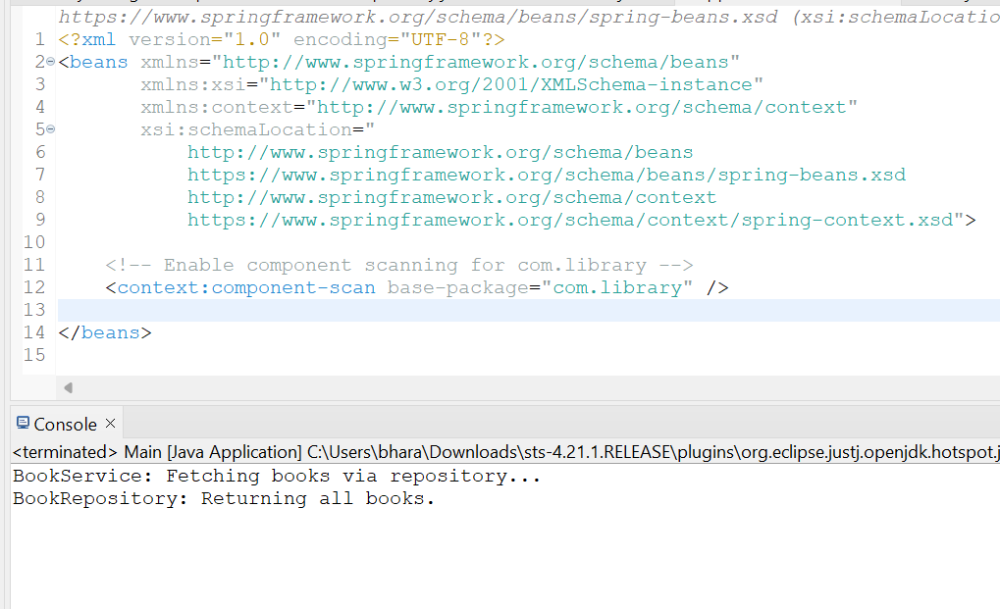 https://www.springframework.org/schema/beans/spring-beans.xsd (xsi:schemaLocatio
1 <?xml version="1.0" encoding="UTF-8"?>
2 <beans xmlns="http://www.springframework.org/schema/beans"
3 xmlns:xsi="http://www.w3.org/2001/XMLSchema-instance"
4 xmlns:context="http://www.springframework.org/schema/context"
5 xsi:schemaLocation="
6 http://www.springframework.org/schema/beans
7 https://www.springframework.org/schema/beans/spring-beans.xsd
8 http://www.springframework.org/schema/context
9 https://www.springframework.org/schema/context/spring-context.xsd">
10
11 <!-- Enable component scanning for com.library -->
12 <context:component-scan base-package="com.library" />
13
14 </beans>
15
Console
<terminated> Main [Java Application] C:\Users\bhara\Downloads\sts-4.21.1.RELEASE\plugins\org.eclipse.justj.openjdk.hotspot.j
BookService: Fetching books via repository...
BookRepository: Returning all books.